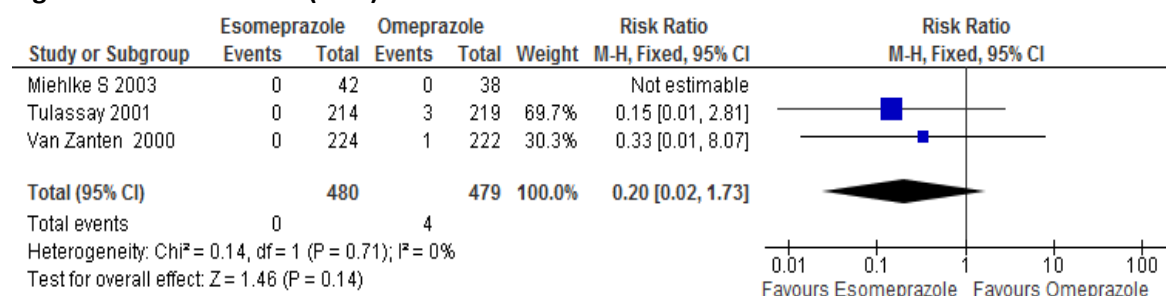 Esomeprazole Omeprazole Risk Ratio Risk Ratio
Study or Subgroup Events Total Events Total Weight M-H, Fixed, 95% CI M-H, Fixed, 95% CI
Miehlke S 2003 0 42 0 38 Not estimable
Tulassay 2001 0 214 3 219 69.7% 0.15 [0.01, 2.81]
Van Zanten 2000 0 224 1 222 30.3% 0.33 [0.01, 8.07]
Total (95% CI) 480 479 100.0% 0.20 [0.02, 1.73]
Total events 0 4
Heterogeneity: Chi² = 0.14, df = 1 (P = 0.71); I² = 0%
Test for overall effect: Z = 1.46 (P = 0.14)
0.01 0.1 1 10 100
Favours Esomeprazole Favours Omeprazole